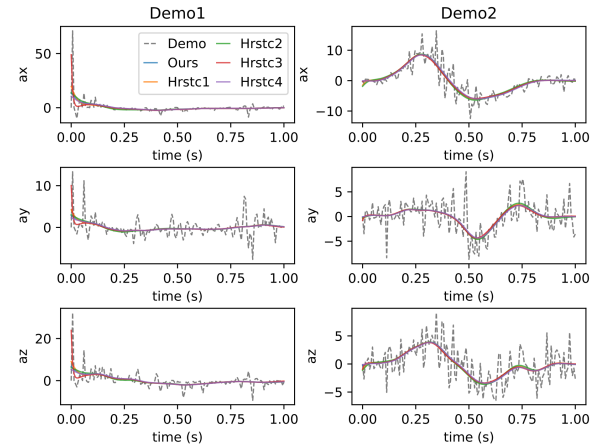 Demo1 Demo2
ax
50
0
0.00 0.25 0.50 0.75 1.00
time (s)
Demo Hrstc2
Ours Hrstc3
Hrstc1 Hrstc4
ax
10
0
−10
0.00 0.25 0.50 0.75 1.00
time (s)
ay
10
0
0.00 0.25 0.50 0.75 1.00
time (s)
ay
5
0
−5
0.00 0.25 0.50 0.75 1.00
time (s)
az
20
0
0.00 0.25 0.50 0.75 1.00
time (s)
az
5
0
−5
0.00 0.25 0.50 0.75 1.00
time (s)